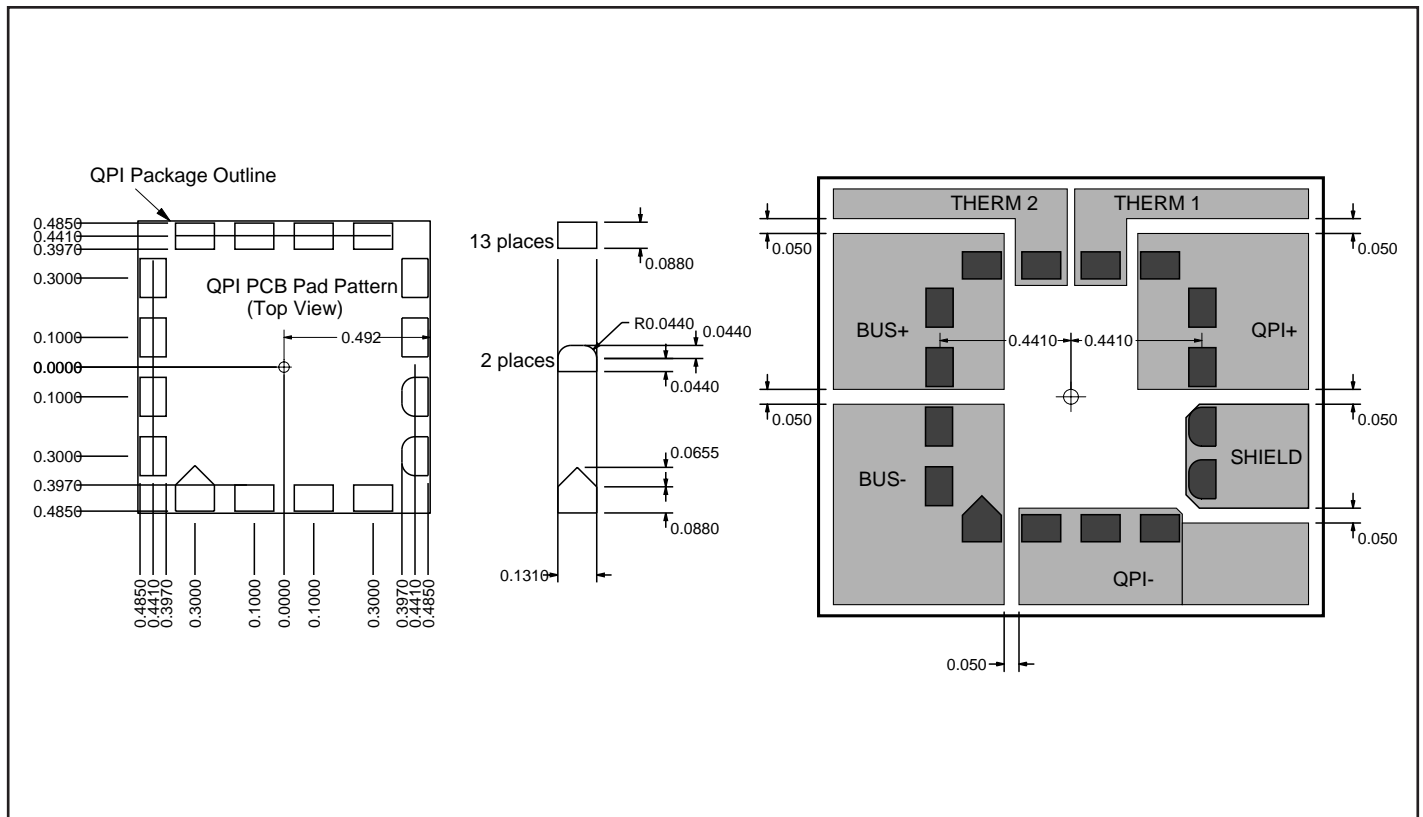 QPI Package Outline
0.4850
0.4410
0.3970
0.3000
0.1000
0.0000
0.1000
0.3000
0.3970
0.4850
QPI PCB Pad Pattern
(Top View)
0.492
0.4850
0.4410
0.3970
0.3000
0.1000
0.0000
0.1000
0.3000
0.3970
0.4410
0.4850
13 places
0.0880
R0.0440
0.0440
2 places
0.0440
0.0655
0.0880
0.1310
THERM 2
THERM 1
0.050
0.050
BUS+
QPI+
0.4410
0.4410
0.050
0.050
BUS-
SHIELD
0.050
QPI-
0.050